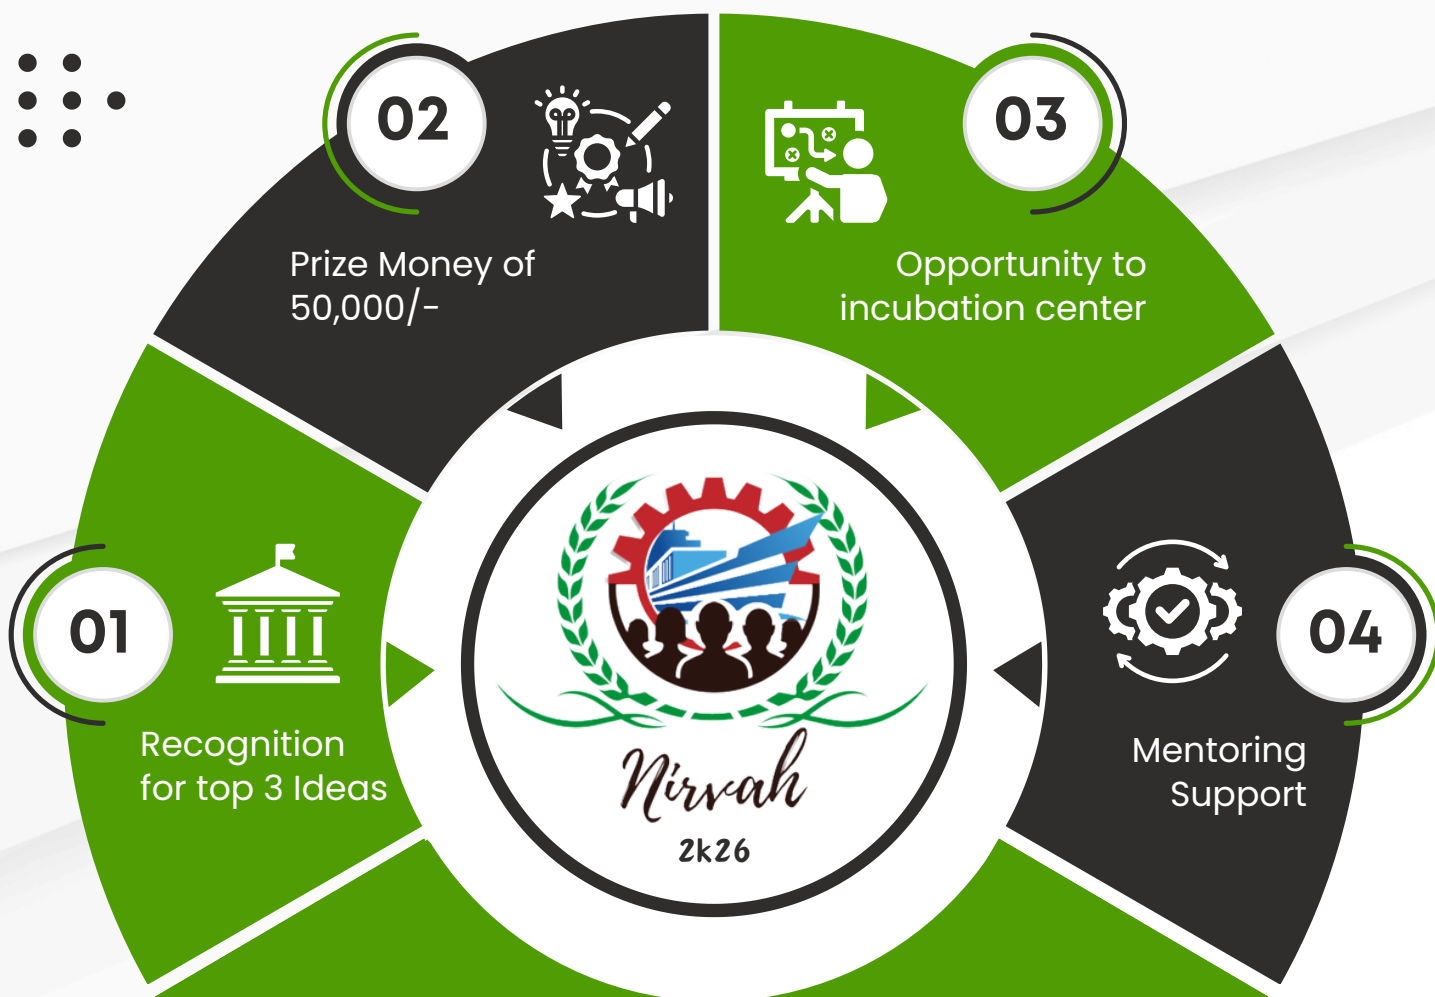 02
Prize Money of
50,000/-
03
Opportunity to
incubation center
01
Recognition
for top 3 Ideas
04
Mentoring
Support
Nirvah
2k26